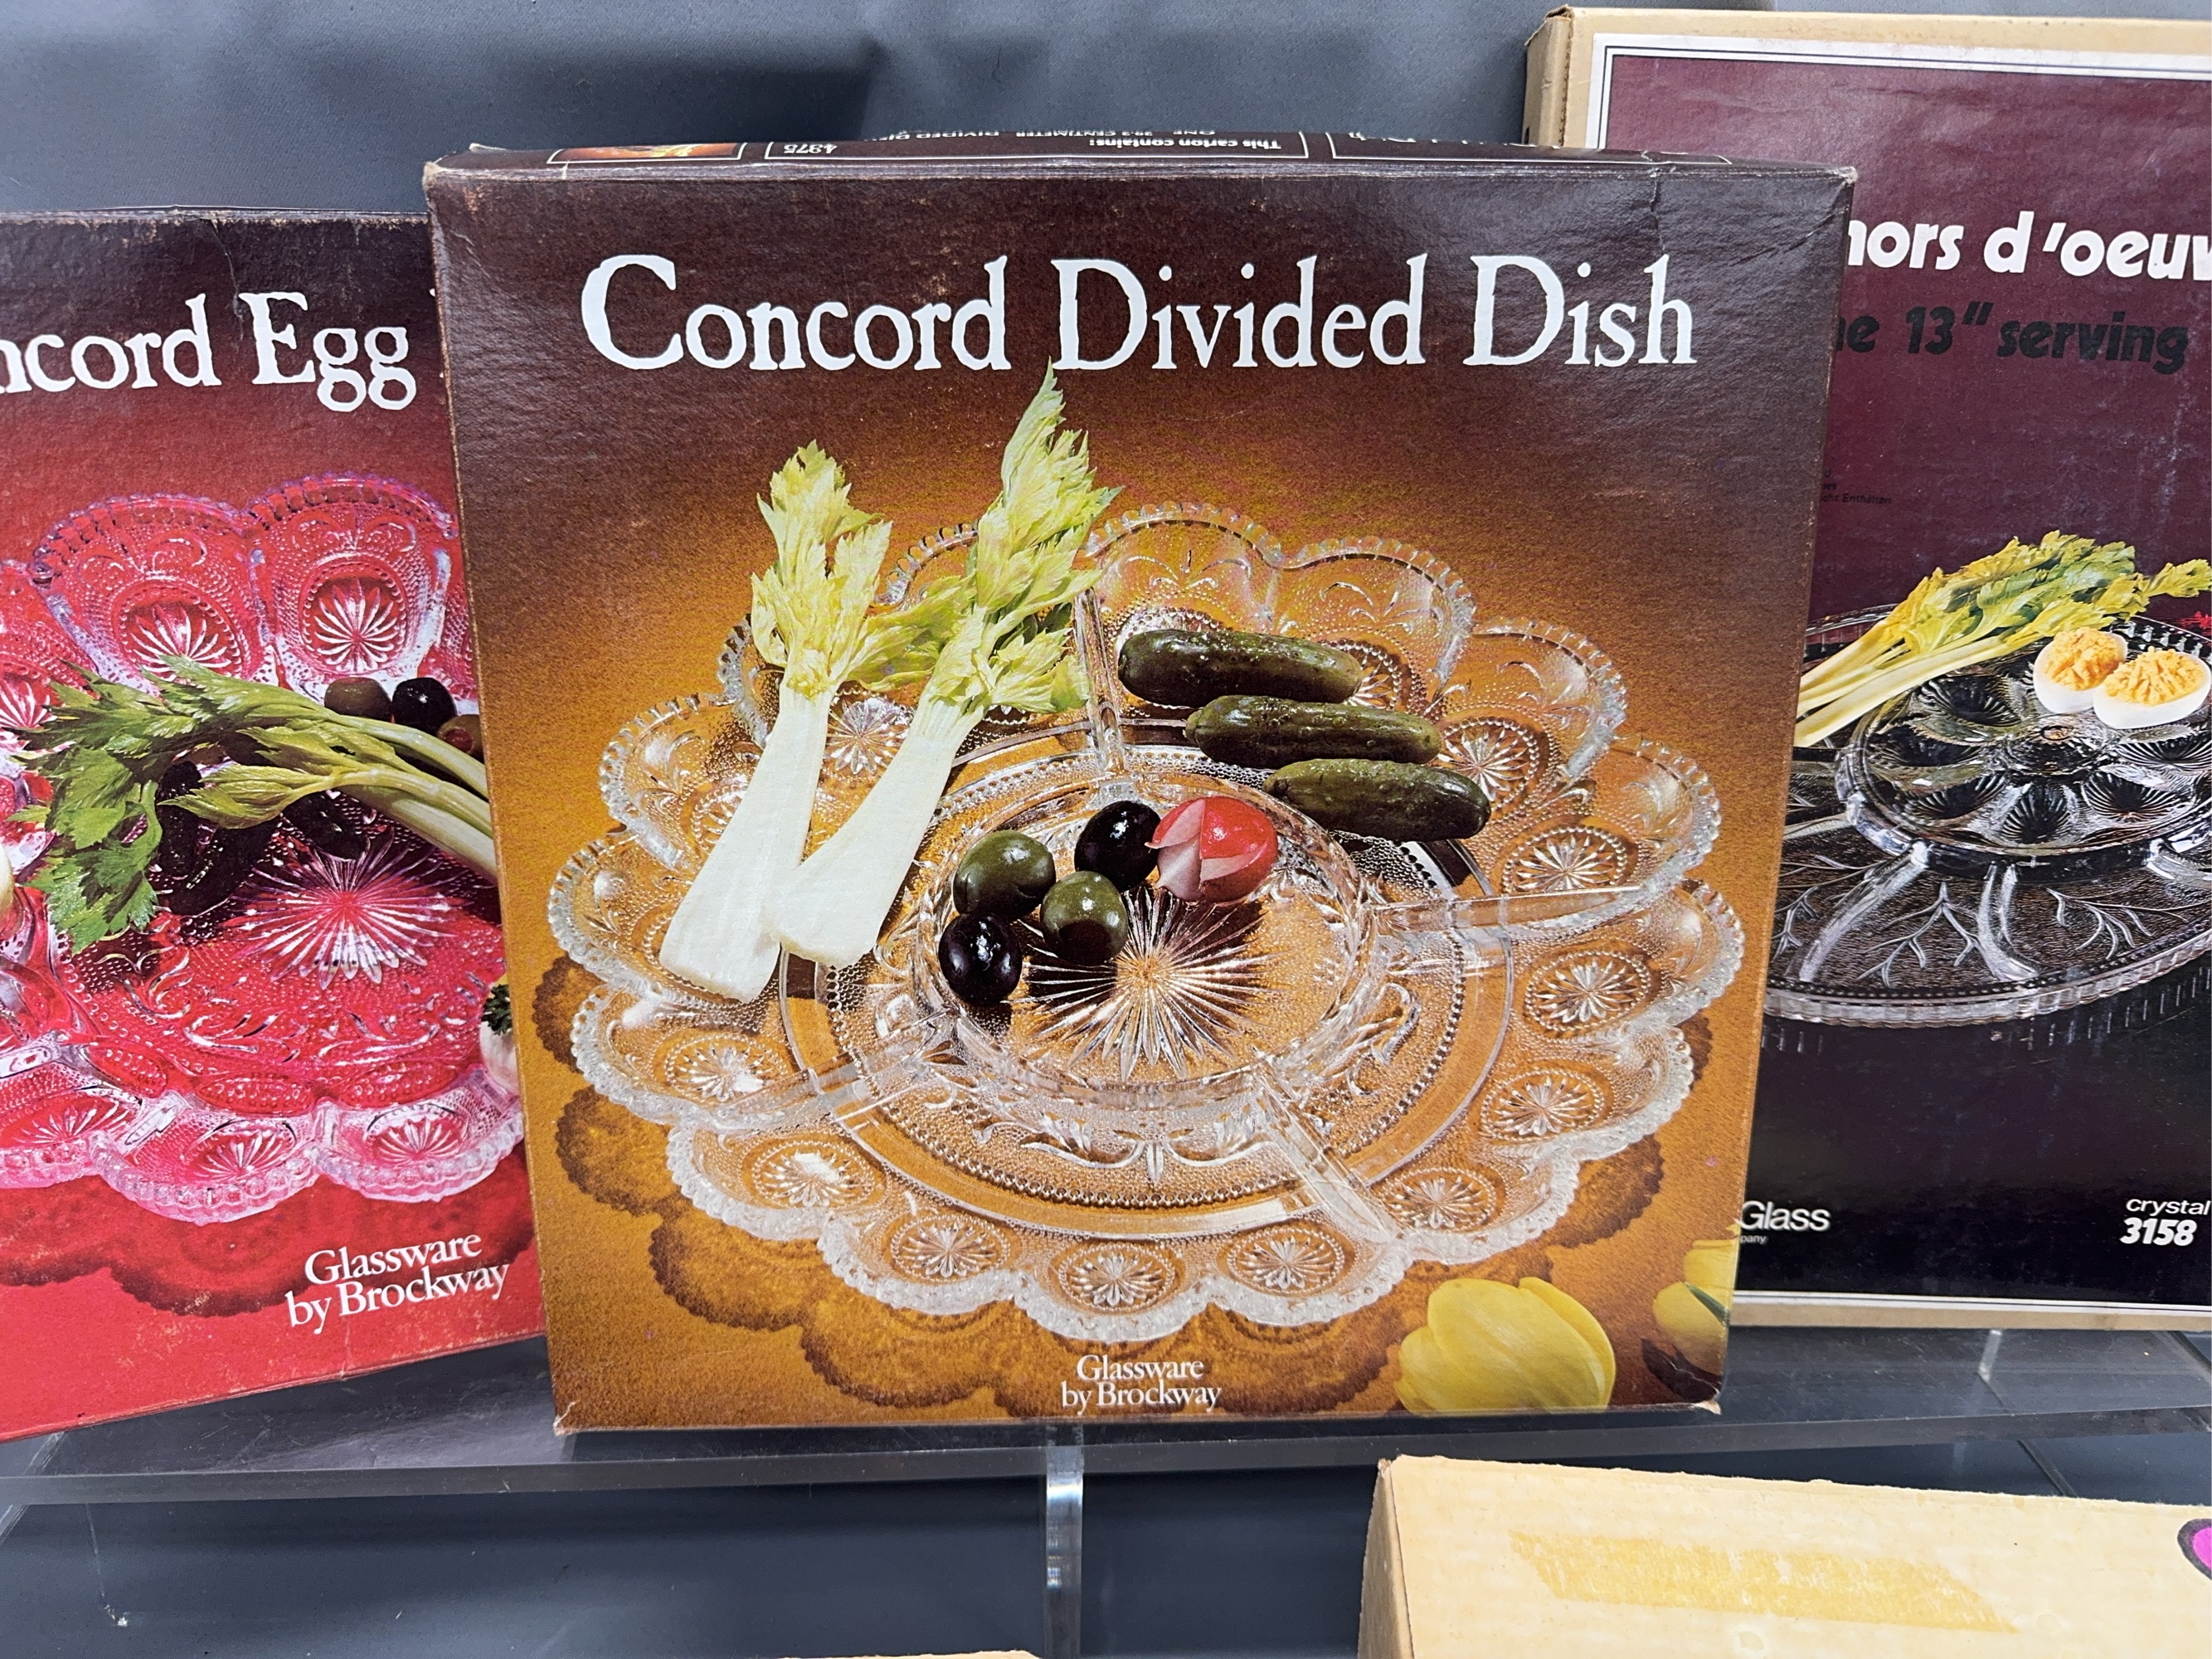 4975
This carton contains:
ncord Egg
Glassware
by Brockway
Concord Divided Dish
Glassware
by Brockway
hors d'oeuv
13" serving
Glass
crystal
3158